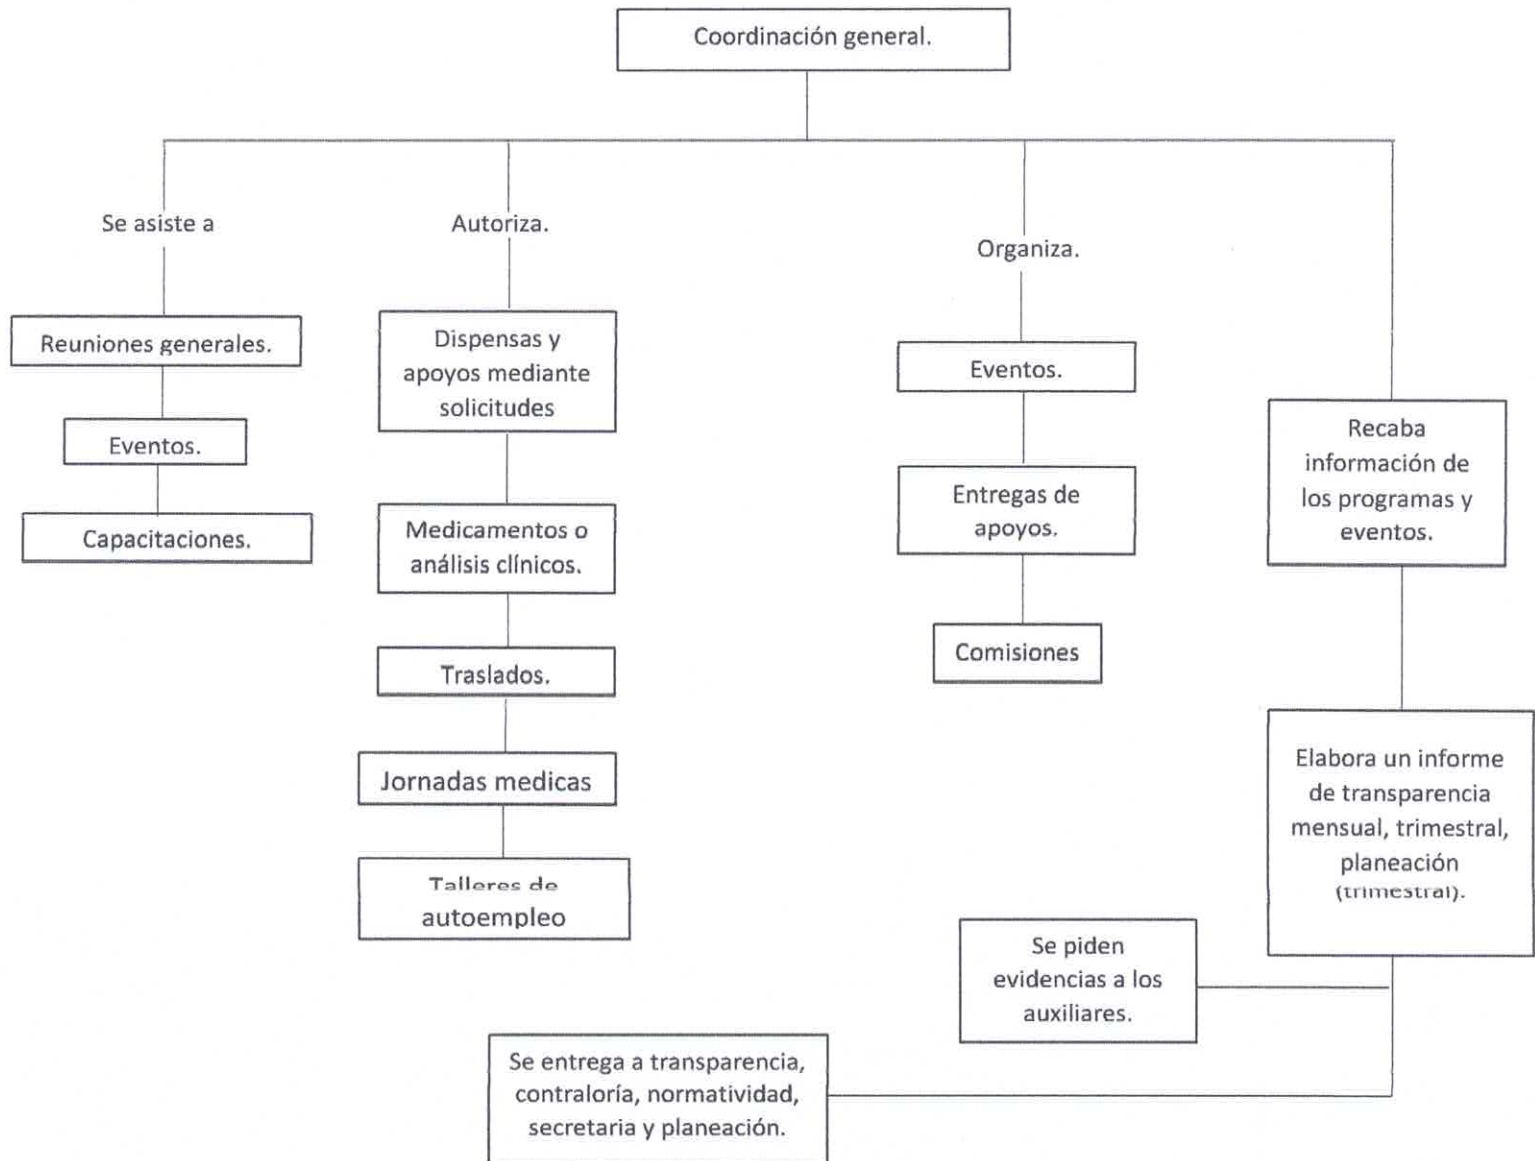 Coordinación general.
Se asiste a
Reuniones generales.
Eventos.
Capacitaciones.
Autoriza.
Dispensas y
apoyos mediante
solicitudes
Medicamentos o
análisis clínicos.
Traslados.
Jornadas medicas
Talleres de
autoempleo
Organiza.
Eventos.
Entregas de
apoyos.
Comisiones
Recaba
información de
los programas y
eventos.
Elabora un informe
de transparencia
mensual, trimestral,
planeación
(trimestral).
Se piden
evidencias a los
auxiliares.
Se entrega a transparencia,
contraloría, normatividad,
secretaria y planeación.